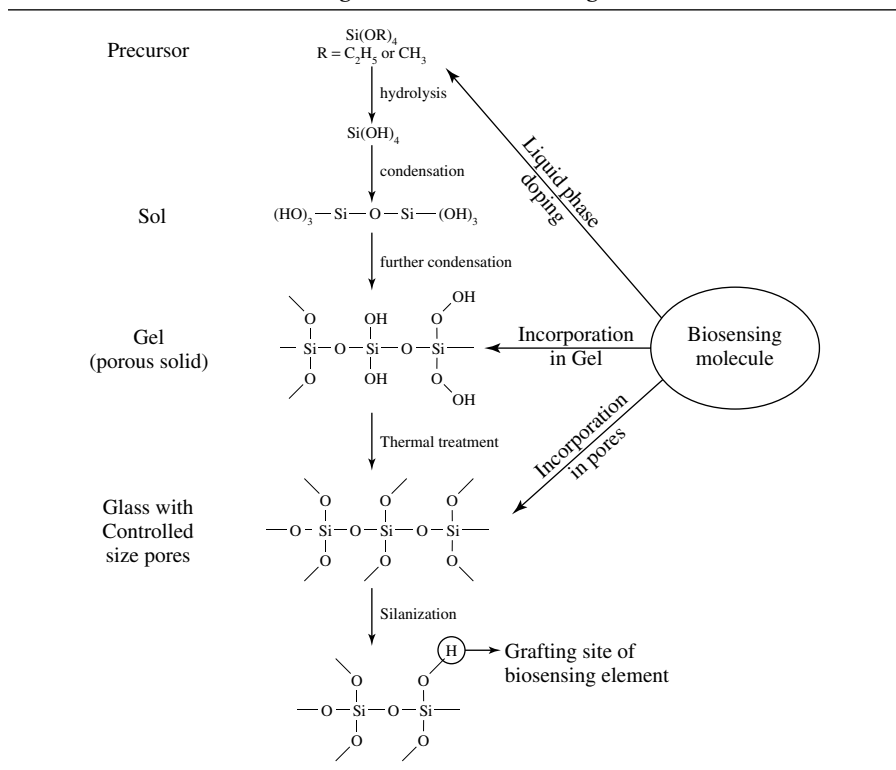 Precursor
Si(OR)4
R = C2H5 or CH3
hydrolysis
Si(OH)4
condensation
Liquid phase
doping
Sol
(HO)3 — Si — O — Si — (OH)3
further condensation
Gel
(porous solid)
O OH O OH
— Si — O — Si — O — Si —
O OH O OH
Incorporation
in Gel
Biosensing
molecule
Thermal treatment
Incorporation
in pores
Glass with
Controlled
size pores
O O O
— O — Si — O — Si — O — Si —
O O O
Silanization
H
Grafting site of
biosensing element
O O
— O — Si — O — Si —
O O